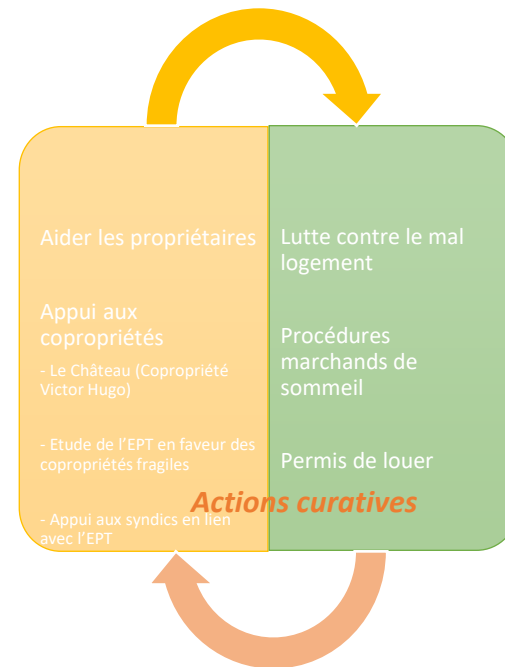 Aider les propriétaires
Appui aux
copropriétés
- Le Château (Copropriété
Victor Hugo)
- Etude de l'EPT en faveur des
copropriétés fragiles
- Appui aux syndics en lien
avec l'EPT
Lutte contre le mal
logement
Procédures
marchands de
sommeil
Permis de louer
Actions curatives